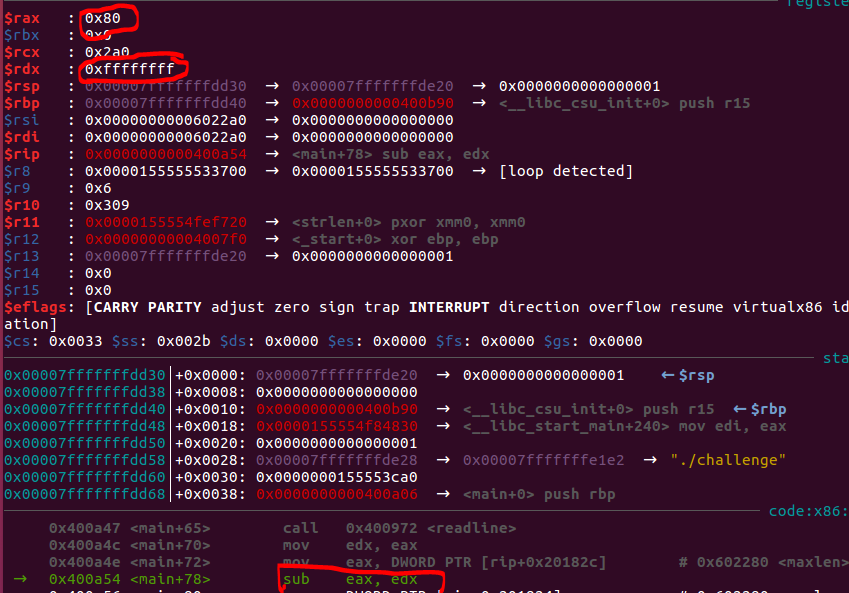 registe
$rax : 0x80
$rbx : 0x0
$rcx : 0x2a0
$rdx : 0xffffffff
$rsp : 0x00007fffffffdd30 → 0x00007fffffffde20 → 0x0000000000000001
$rbp : 0x00007fffffffdd40 → 0x0000000000400b90 → <__libc_csu_init+0> push r15
$rsi : 0x00000000006022a0 → 0x0000000000000000
$rdi : 0x00000000006022a0 → 0x0000000000000000
$rip : 0x0000000000400a54 → <main+78> sub eax, edx
$r8 : 0x0000155555533700 → 0x0000155555533700 → [loop detected]
$r9 : 0x6
$r10 : 0x309
$r11 : 0x0000155554fef720 → <strlen+0> pxor xmm0, xmm0
$r12 : 0x00000000004007f0 → <_start+0> xor ebp, ebp
$r13 : 0x00007fffffffde20 → 0x0000000000000001
$r14 : 0x0
$r15 : 0x0
$eflags: [CARRY PARITY adjust zero sign trap INTERRUPT direction overflow resume virtualx86 id
ation]
$cs: 0x0033 $ss: 0x002b $ds: 0x0000 $es: 0x0000 $fs: 0x0000 $gs: 0x0000
sta
0x00007fffffffdd30|+0x0000: 0x00007fffffffde20 → 0x0000000000000001 ←$rsp
0x00007fffffffdd38|+0x0008: 0x0000000000000000
0x00007fffffffdd40|+0x0010: 0x0000000000400b90 → <__libc_csu_init+0> push r15 ←$rbp
0x00007fffffffdd48|+0x0018: 0x0000155554f84830 → <__libc_start_main+240> mov edi, eax
0x00007fffffffdd50|+0x0020: 0x0000000000000001
0x00007fffffffdd58|+0x0028: 0x00007fffffffde28 → 0x00007fffffffe1e2 → "./challenge"
0x00007fffffffdd60|+0x0030: 0x0000000155553ca0
0x00007fffffffdd68|+0x0038: 0x0000000000400a06 → <main+0> push rbp
code:x86:
0x400a47 <main+65> call 0x400972 <readline>
0x400a4c <main+70> mov edx, eax
0x400a4e <main+72> mov eax, DWORD PTR [rip+0x20182c] # 0x602280 <maxlen>
→ 0x400a54 <main+78> sub eax, edx